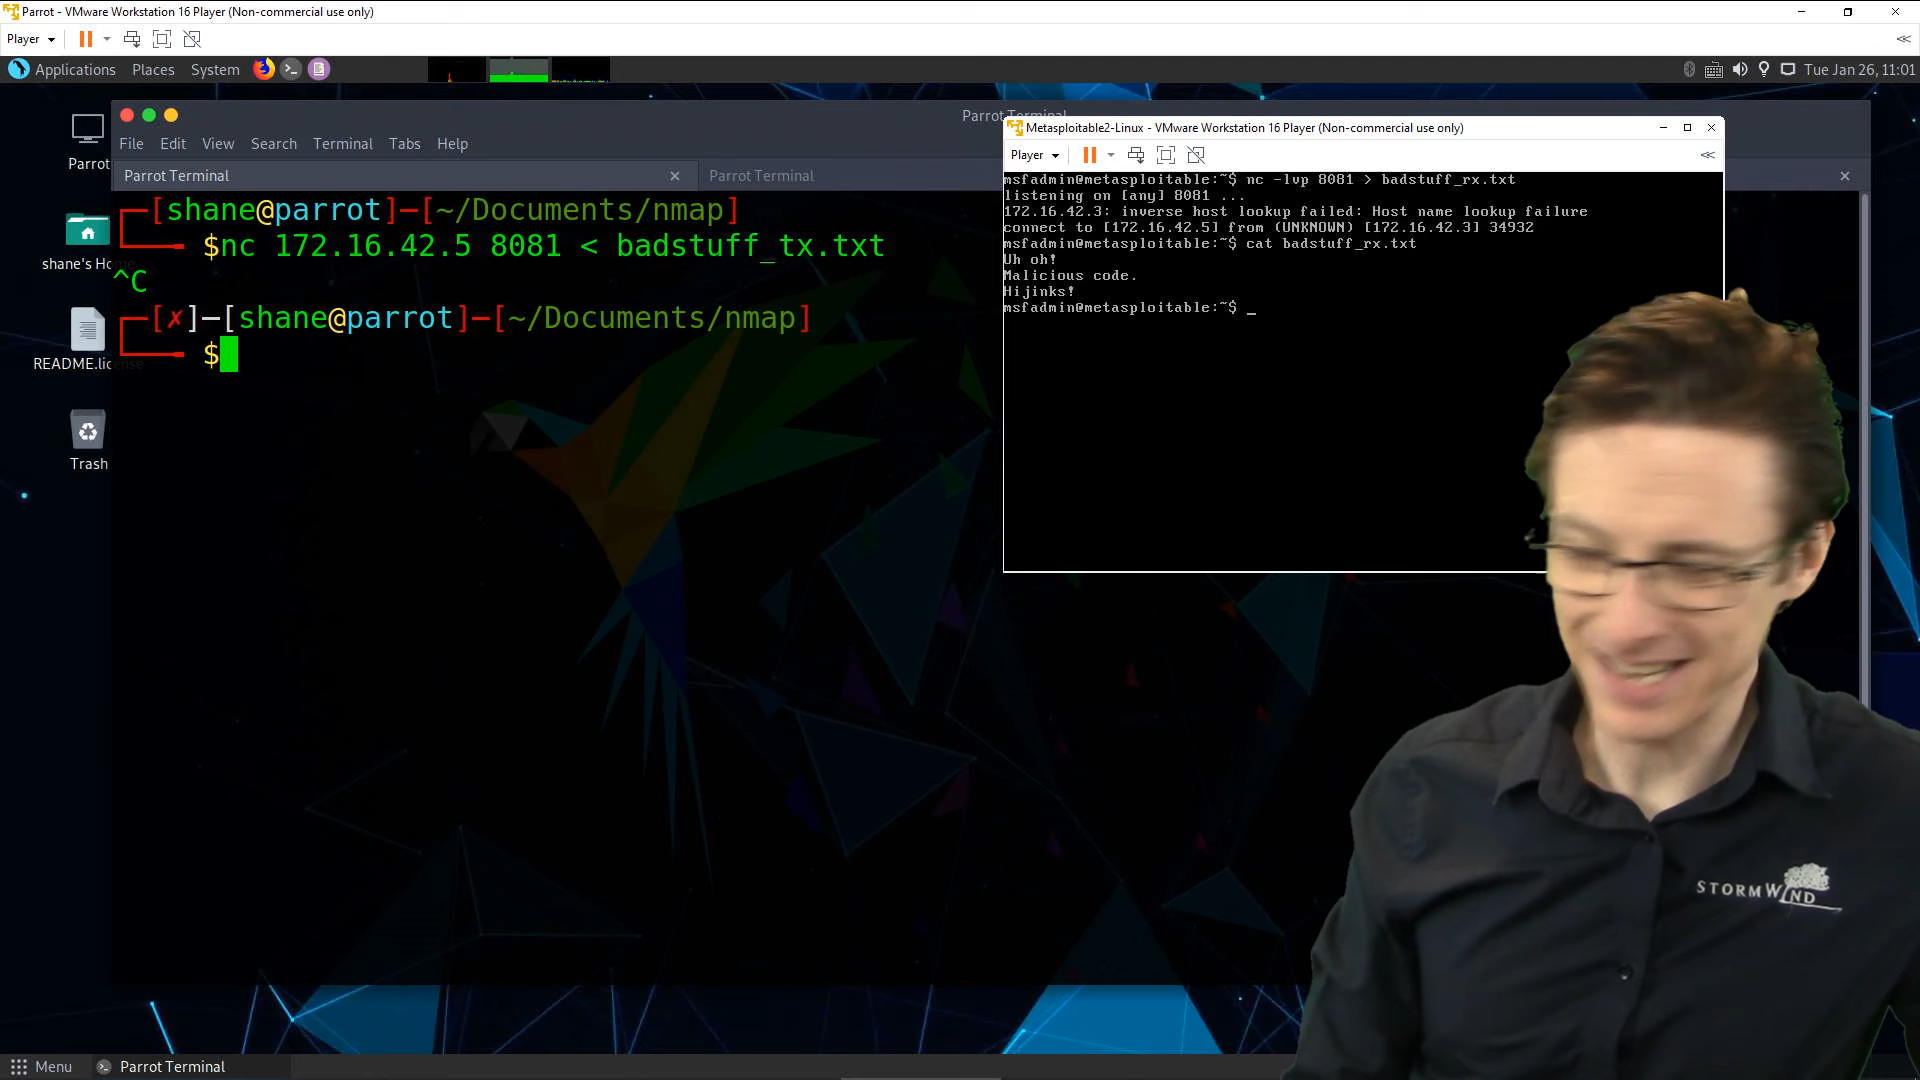 Parrot - VMware Workstation 16 Player (Non-commercial use only)
Player
Applications Places System
Tue Jan 26, 11:01
Parrot
shane's Ho
README.lic
Trash
Parrot Terminal
File Edit View Search Terminal Tabs Help
Parrot Terminal
Parrot Terminal
[shane@parrot]─[~/Documents/nmap]
$nc 172.16.42.5 8081 < badstuff_tx.txt
^C
[✗]─[shane@parrot]─[~/Documents/nmap]
$
Metasploitable2-Linux - VMware Workstation 16 Player (Non-commercial use only)
Player
msfadmin@metasploitable:~$ nc -lvp 8081 > badstuff_rx.txt
listening on [any] 8081 ...
172.16.42.3: inverse host lookup failed: Host name lookup failure
connect to [172.16.42.5] from (UNKNOWN) [172.16.42.3] 34932
msfadmin@metasploitable:~$ cat badstuff_rx.txt
Uh oh!
Malicious code.
Hijinks!
msfadmin@metasploitable:~$ _
STORMWIND
Menu Parrot Terminal